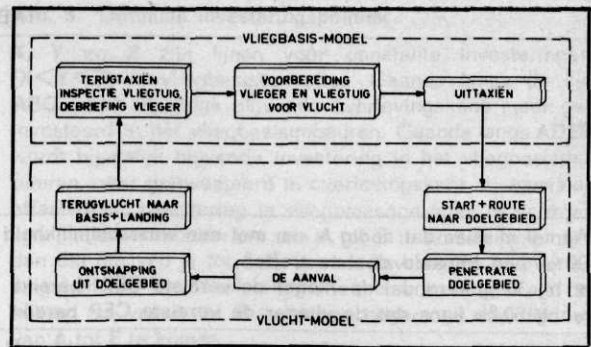 VLIEGBASIS-MODEL
TERUGTAXIËN
INSPECTIE VLIEGTUIG,
DEBRIEFING VLIEGER
VOORBEREIDING
VLIEGER EN VLIEGTUIG
VOOR VLUCHT
UITTAXIËN
TERUGVLUCHT NAAR
BASIS+LANDING
START+ROUTE
NAAR DOELGEBIED
ONTSNAPPING
UIT DOELGEBIED
DE AANVAL
PENETRATIE
DOELGEBIED
VLUCHT-MODEL